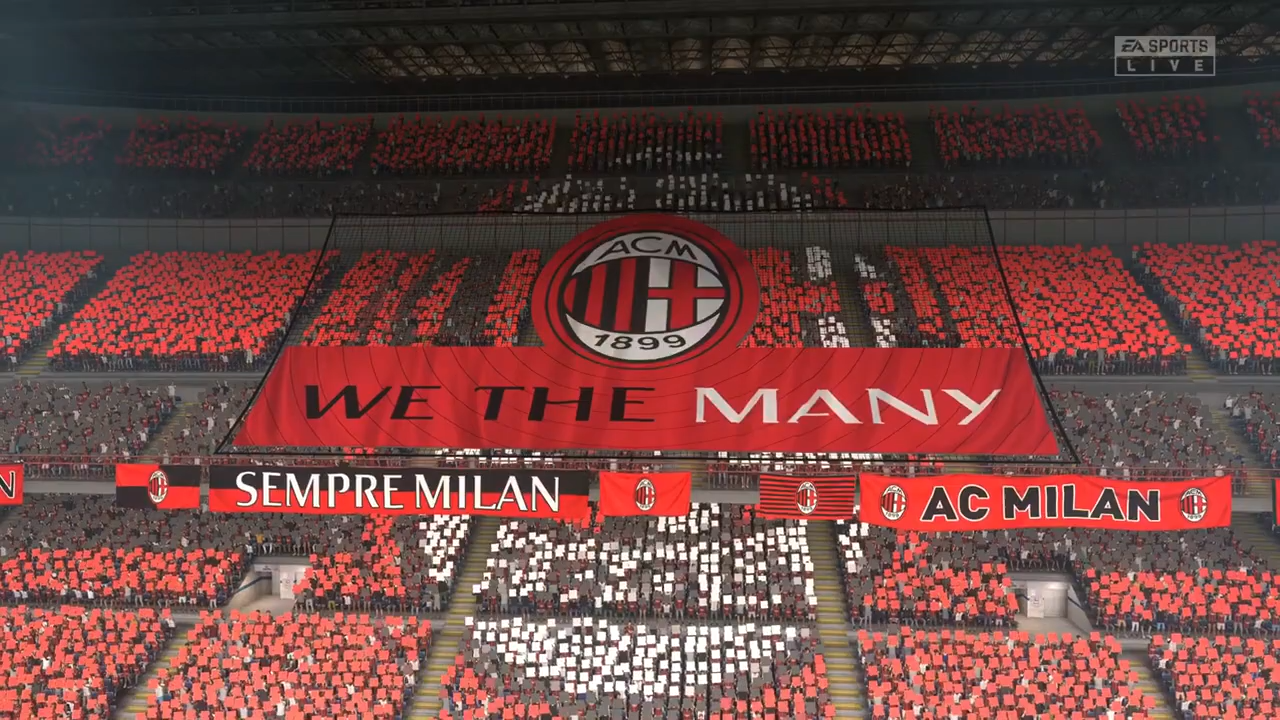 EA SPORTS
LIVE
ACM
1899
WE THE MANY
N
SEMPRE MILAN
AC MILAN